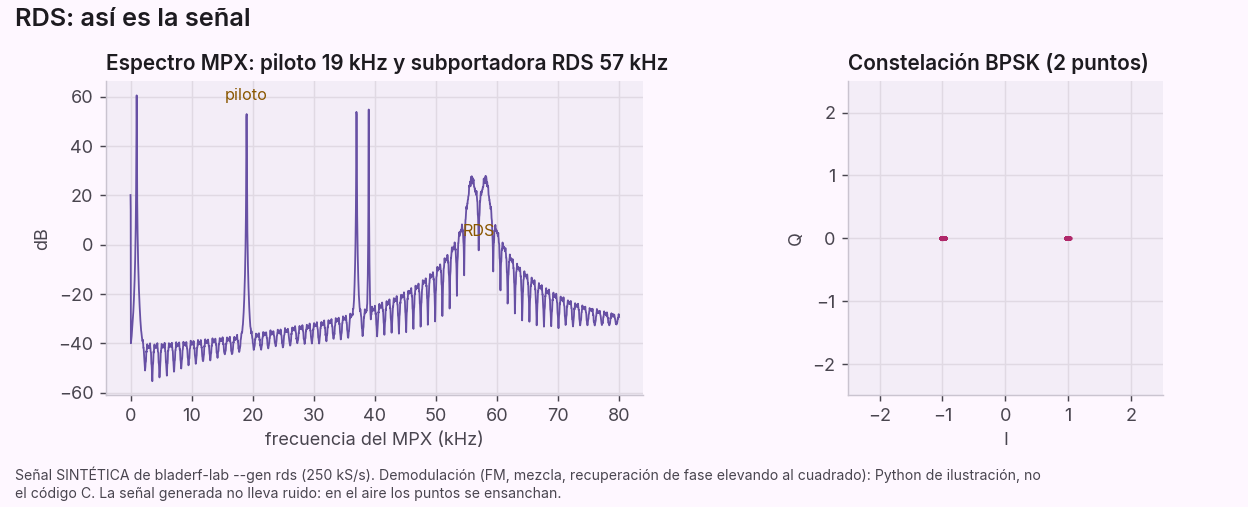 RDS: así es la señal
Espectro MPX: piloto 19 kHz y subportadora RDS 57 kHz
60
40
20
0
−20
−40
−60
dB
piloto
RDS
0 10 20 30 40 50 60 70 80
frecuencia del MPX (kHz)
Constelación BPSK (2 puntos)
2
1
0
−1
−2
Q
−2 −1 0 1 2
I
Señal SINTÉTICA de bladerf-lab --gen rds (250 kS/s). Demodulación (FM, mezcla, recuperación de fase elevando al cuadrado): Python de ilustración, no
el código C. La señal generada no lleva ruido: en el aire los puntos se ensanchan.